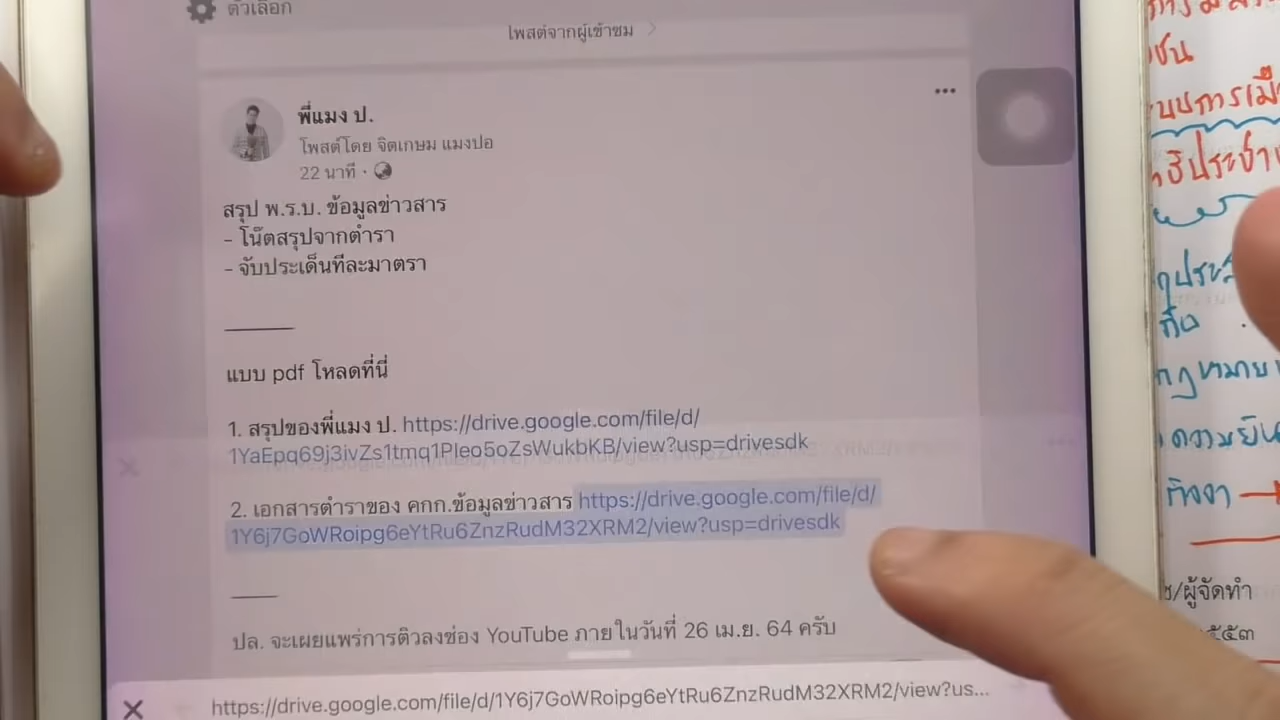 ตัวเลือก
โพสต์จากผู้เข้าชม
พี่แมง ป.
โพสต์โดย จิตเกษม แมงปอ
22 นาที ·
สรุป พ.ร.บ. ข้อมูลข่าวสาร
- โน๊ตสรุปจากตำรา
- จับประเด็นทีละมาตรา
แบบ pdf โหลดที่นี่
1. สรุปของพี่แมง ป. https://drive.google.com/file/d/
1YaEpq69j3ivZs1tmq1Pleo5oZsWukbKB/view?usp=drivesdk
2. เอกสารตำราของ คกก.ข้อมูลข่าวสาร https://drive.google.com/file/d/
1Y6j7GoWRoipg6eYtRu6ZnzRudM32XRM2/view?usp=drivesdk
ปล. จะเผยแพร่การติวลงช่อง YouTube ภายในวันที่ 26 เม.ย. 64 ครับ
https://drive.google.com/file/d/1Y6j7GoWRoipg6eYtRu6ZnzRudM32XRM2/view?us...
/ผู้จัดทำ